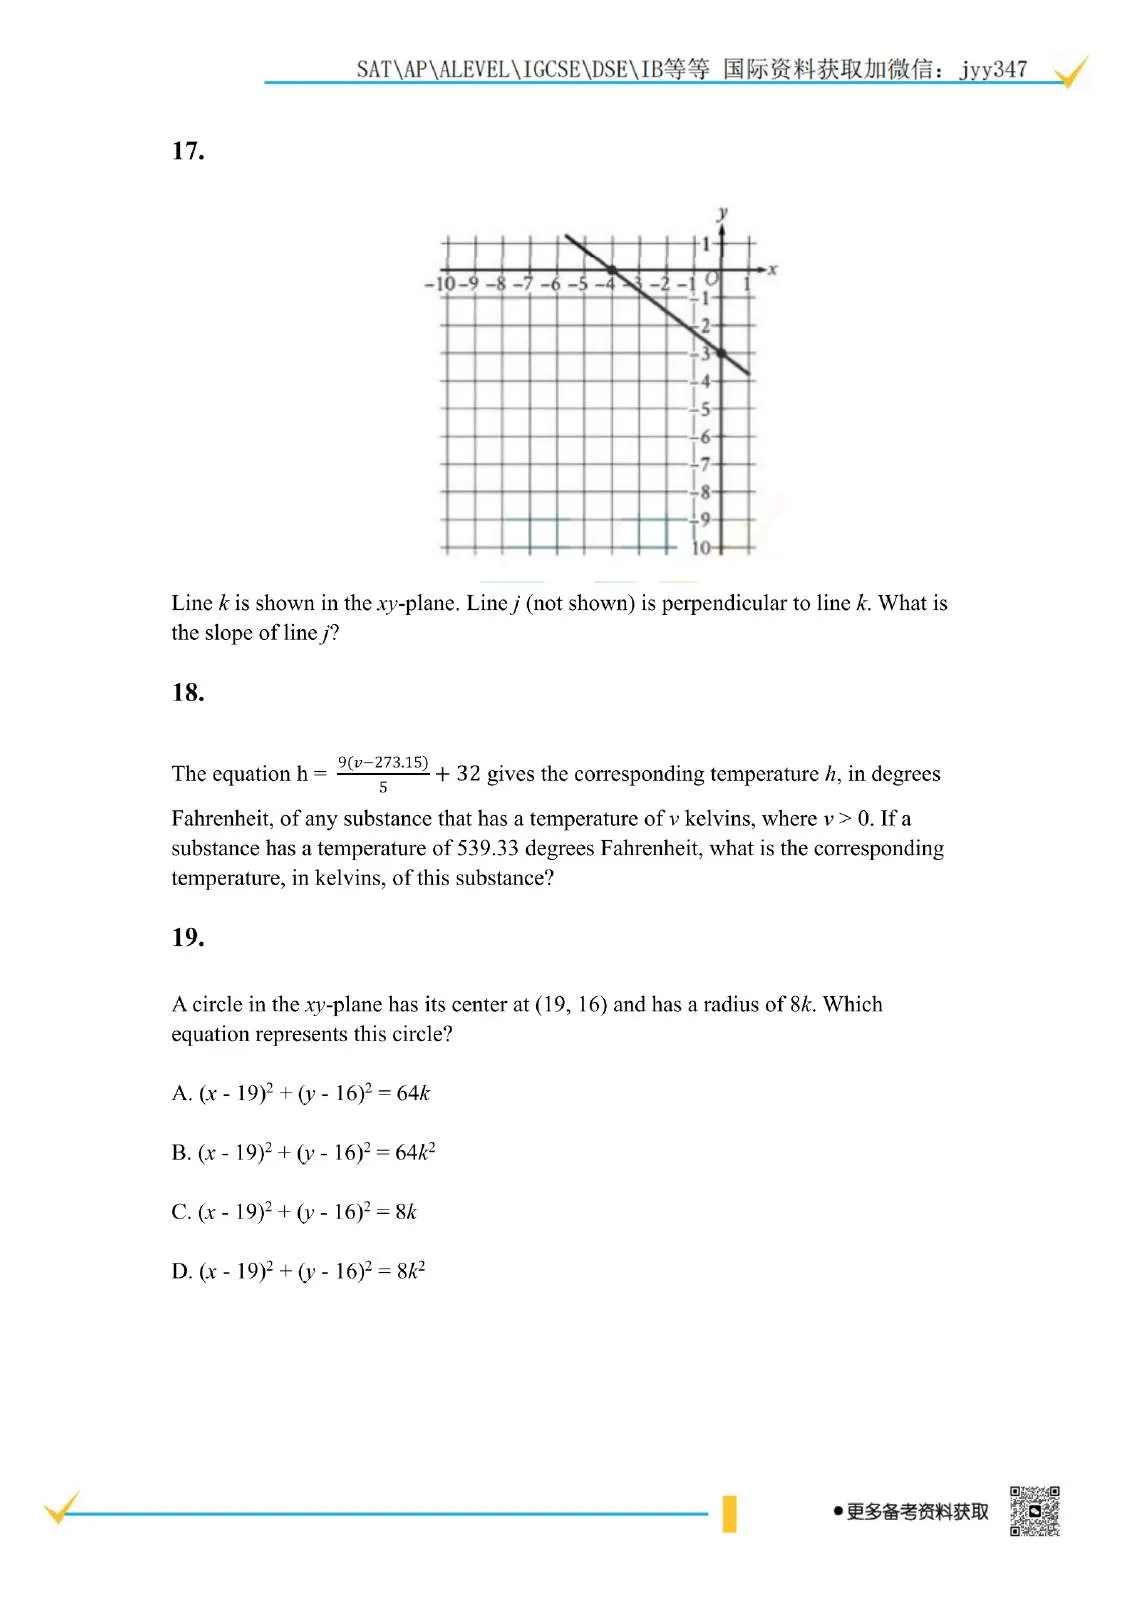 SAT\AP\ALEVEL\IGCSE\DSE\IB等等 国际资料获取加微信：jyy347
17.
y
1
-10 -9 -8 -7 -6 -5 -4 -3 -2 -1 O 1 x
-1
-2
-3
-4
-5
-6
-7
-8
-9
10
Line k is shown in the xy-plane. Line j (not shown) is perpendicular to line k. What is
the slope of line j?
18.
The equation h = 9(v−273.15)/5 + 32 gives the corresponding temperature h, in degrees
Fahrenheit, of any substance that has a temperature of v kelvins, where v > 0. If a
substance has a temperature of 539.33 degrees Fahrenheit, what is the corresponding
temperature, in kelvins, of this substance?
19.
A circle in the xy-plane has its center at (19, 16) and has a radius of 8k. Which
equation represents this circle?
A. (x - 19)² + (y - 16)² = 64k
B. (x - 19)² + (y - 16)² = 64k²
C. (x - 19)² + (y - 16)² = 8k
D. (x - 19)² + (y - 16)² = 8k²
●更多备考资料获取